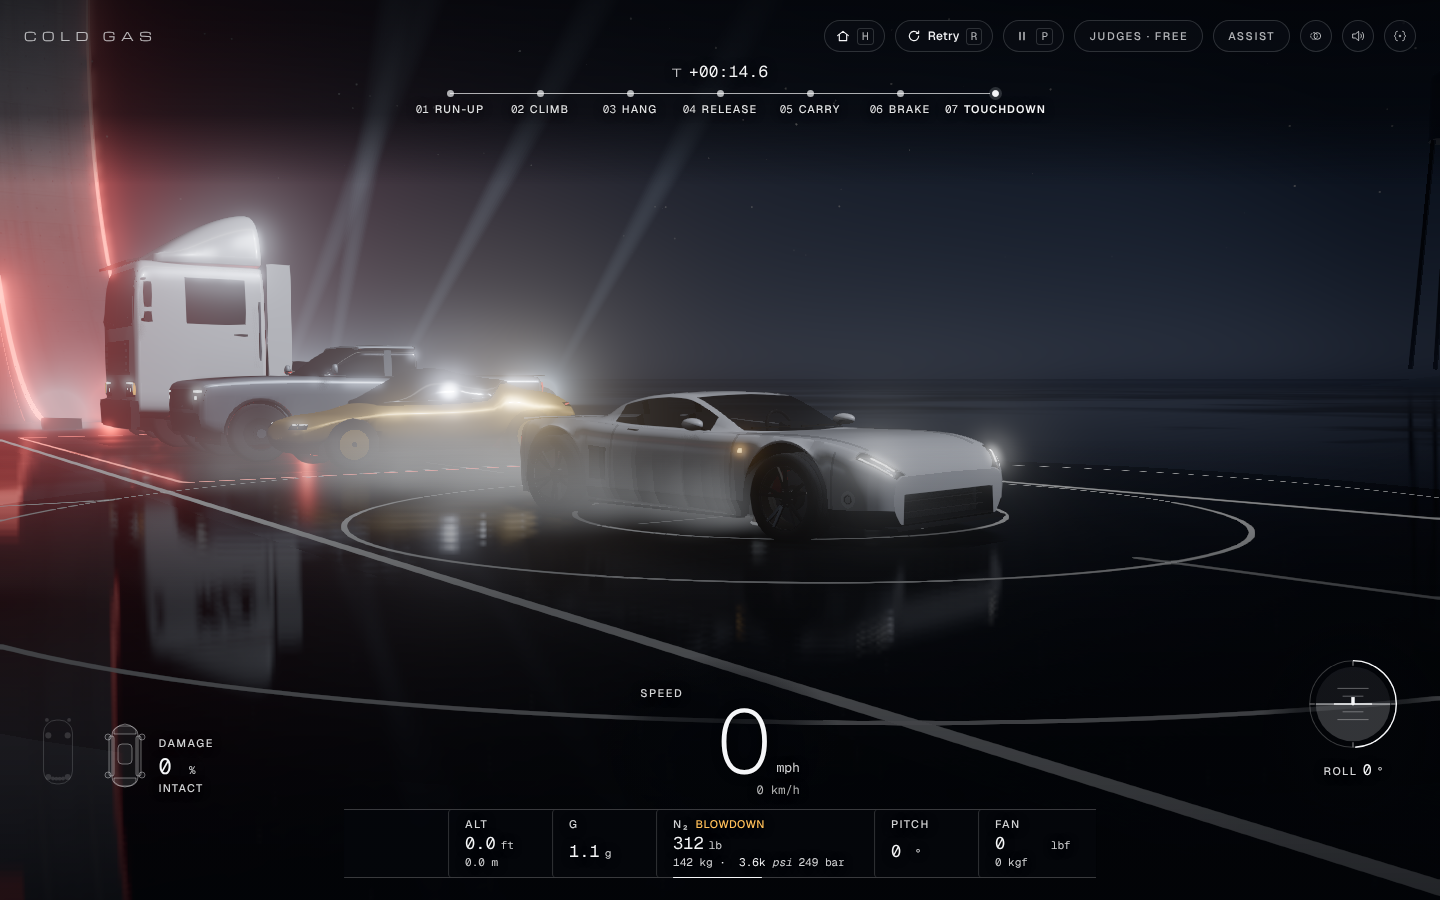 COLD GAS
H
Retry R
P
JUDGES · FREE
ASSIST
T +00:14.6
01 RUN-UP
02 CLIMB
03 HANG
04 RELEASE
05 CARRY
06 BRAKE
07 TOUCHDOWN
SPEED
0 mph
0 km/h
DAMAGE
0 %
INTACT
ROLL 0 °
ALT
0.0 ft
0.0 m
G
1.1 g
N₂ BLOWDOWN
312 lb
142 kg · 3.6k psi 249 bar
PITCH
0 °
FAN
0 lbf
0 kgf